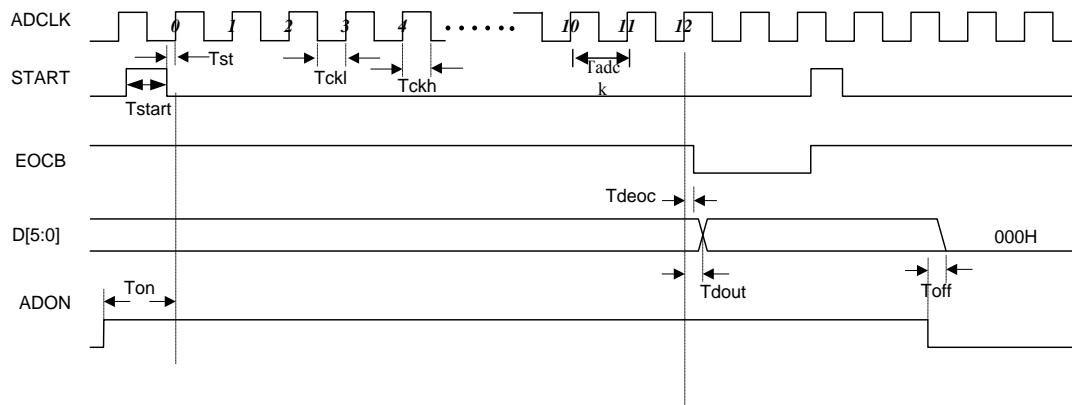 ADCLK
0 1 2 3 4 ...... 10 11 12
Tst
START
Tckl
Tckh
Tadc
k
Tstart
EOCB
Tdeoc
D[5:0]
000H
Tdout
Toff
Ton
ADON